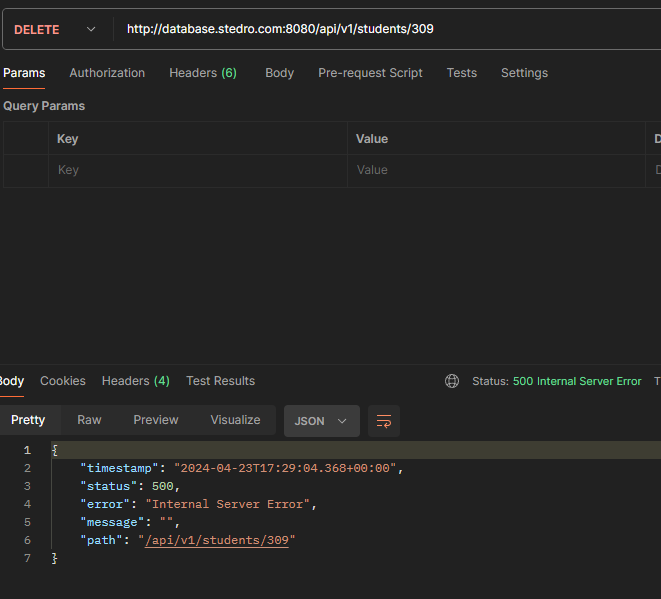 DELETE http://database.stedro.com:8080/api/v1/students/309
Params Authorization Headers (6) Body Pre-request Script Tests Settings
Query Params
Key Value D
Key Value D
Body Cookies Headers (4) Test Results Status: 500 Internal Server Error T
Pretty Raw Preview Visualize JSON
1 {
2 "timestamp": "2024-04-23T17:29:04.368+00:00",
3 "status": 500,
4 "error": "Internal Server Error",
5 "message": "",
6 "path": "/api/v1/students/309"
7 }